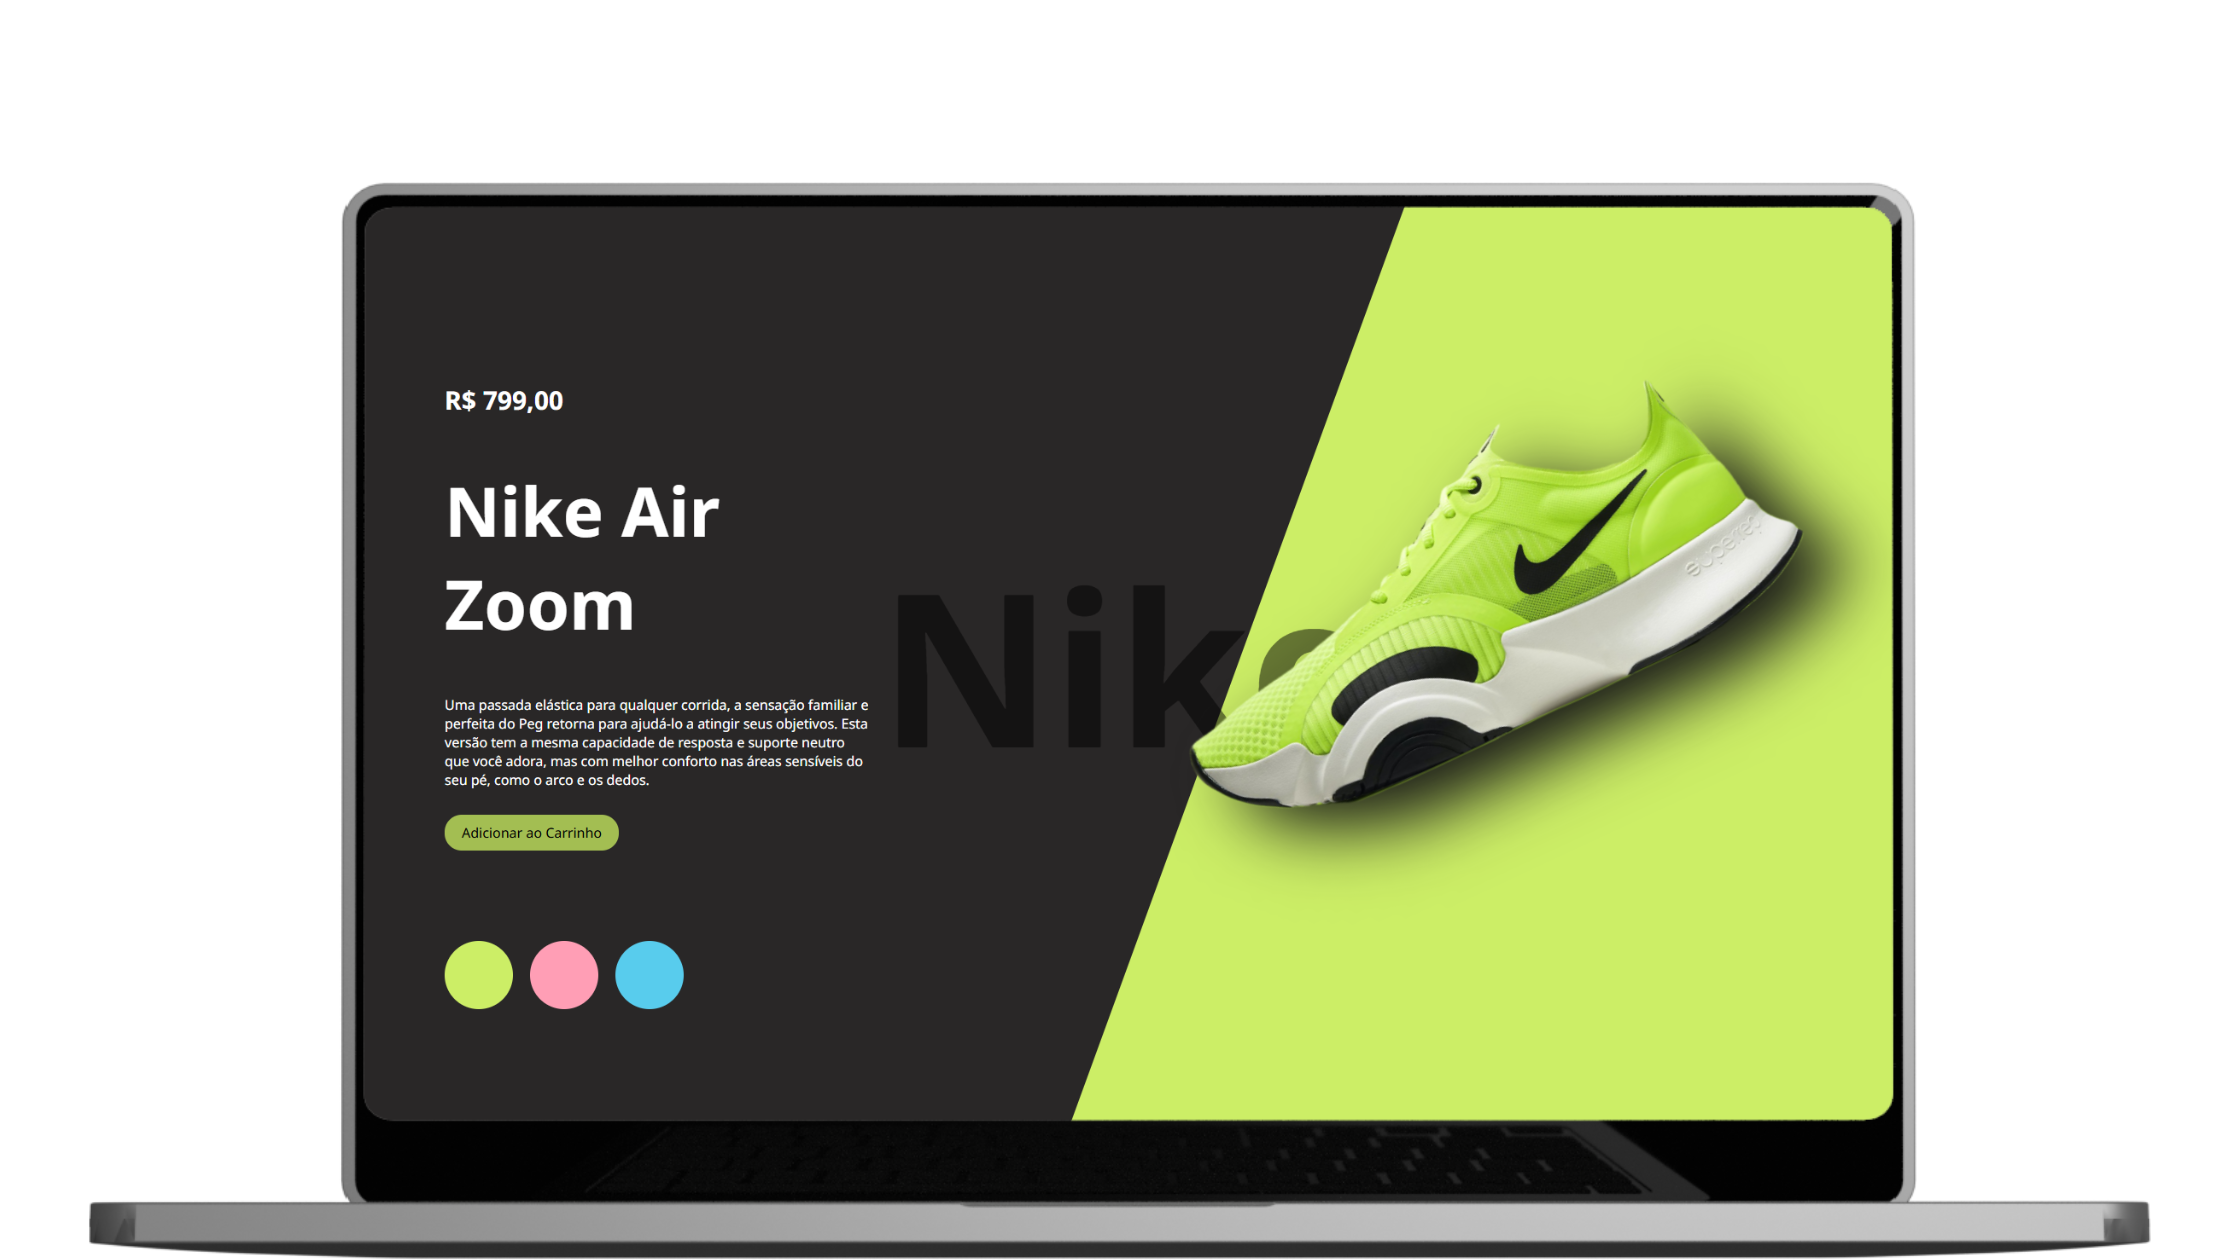 R$ 799,00
Nike Air
Zoom
Nike
Uma passada elástica para qualquer corrida, a sensação familiar e
perfeita do Peg retorna para ajudá-lo a atingir seus objetivos. Esta
versão tem a mesma capacidade de resposta e suporte neutro
que você adora, mas com melhor conforto nas áreas sensíveis do
seu pé, como o arco e os dedos.
Adicionar ao Carrinho
superrep